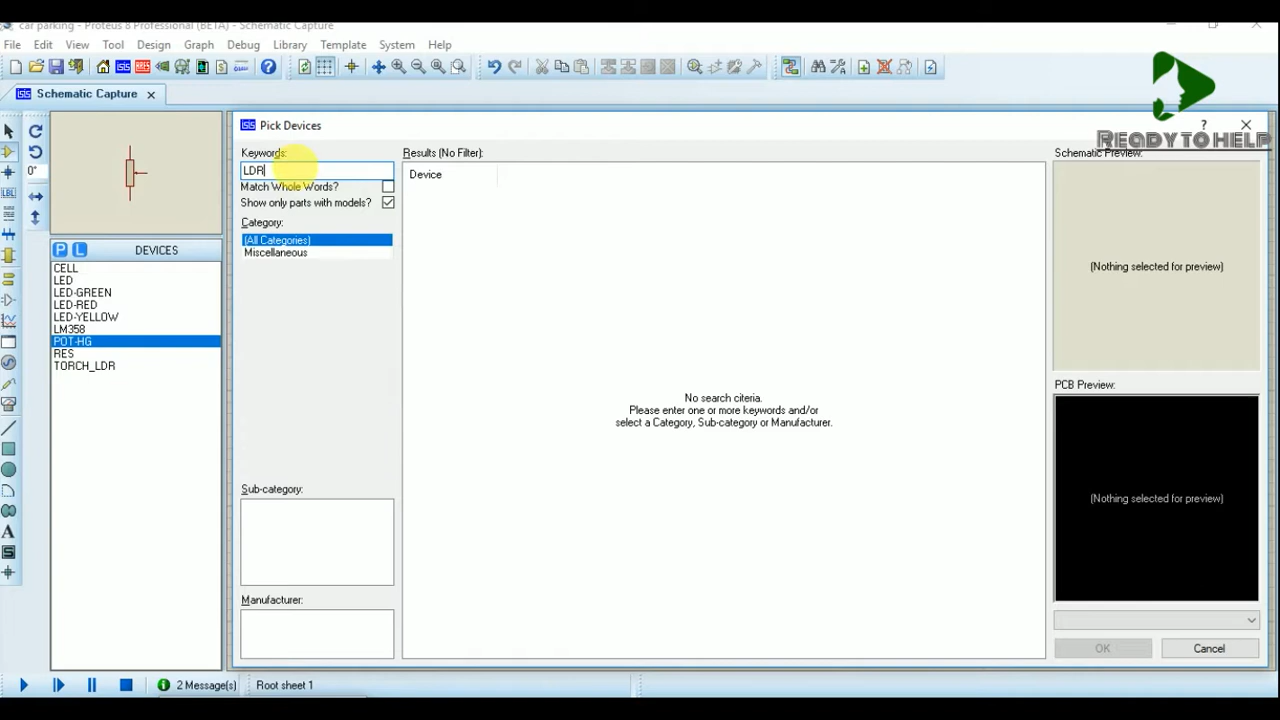 car parking - Proteus 8 Professional (BETA) - Schematic Capture
File Edit View Tool Design Graph Debug Library Template System Help
Schematic Capture
READY TO HELP
Pick Devices
Keywords:
LDR
Match Whole Words?
Show only parts with models?
Category:
(All Categories)
Miscellaneous
Sub-category:
Manufacturer:
Results (No Filter):
Device
No search citeria.
Please enter one or more keywords and/or
select a Category, Sub-category or Manufacturer.
Schematic Preview:
(Nothing selected for preview)
PCB Preview:
(Nothing selected for preview)
OK Cancel
0°
LBL
P L DEVICES
CELL
LED
LED-GREEN
LED-RED
LED-YELLOW
LM358
POT-HG
RES
TORCH_LDR
A
S
2 Message(s) Root sheet 1